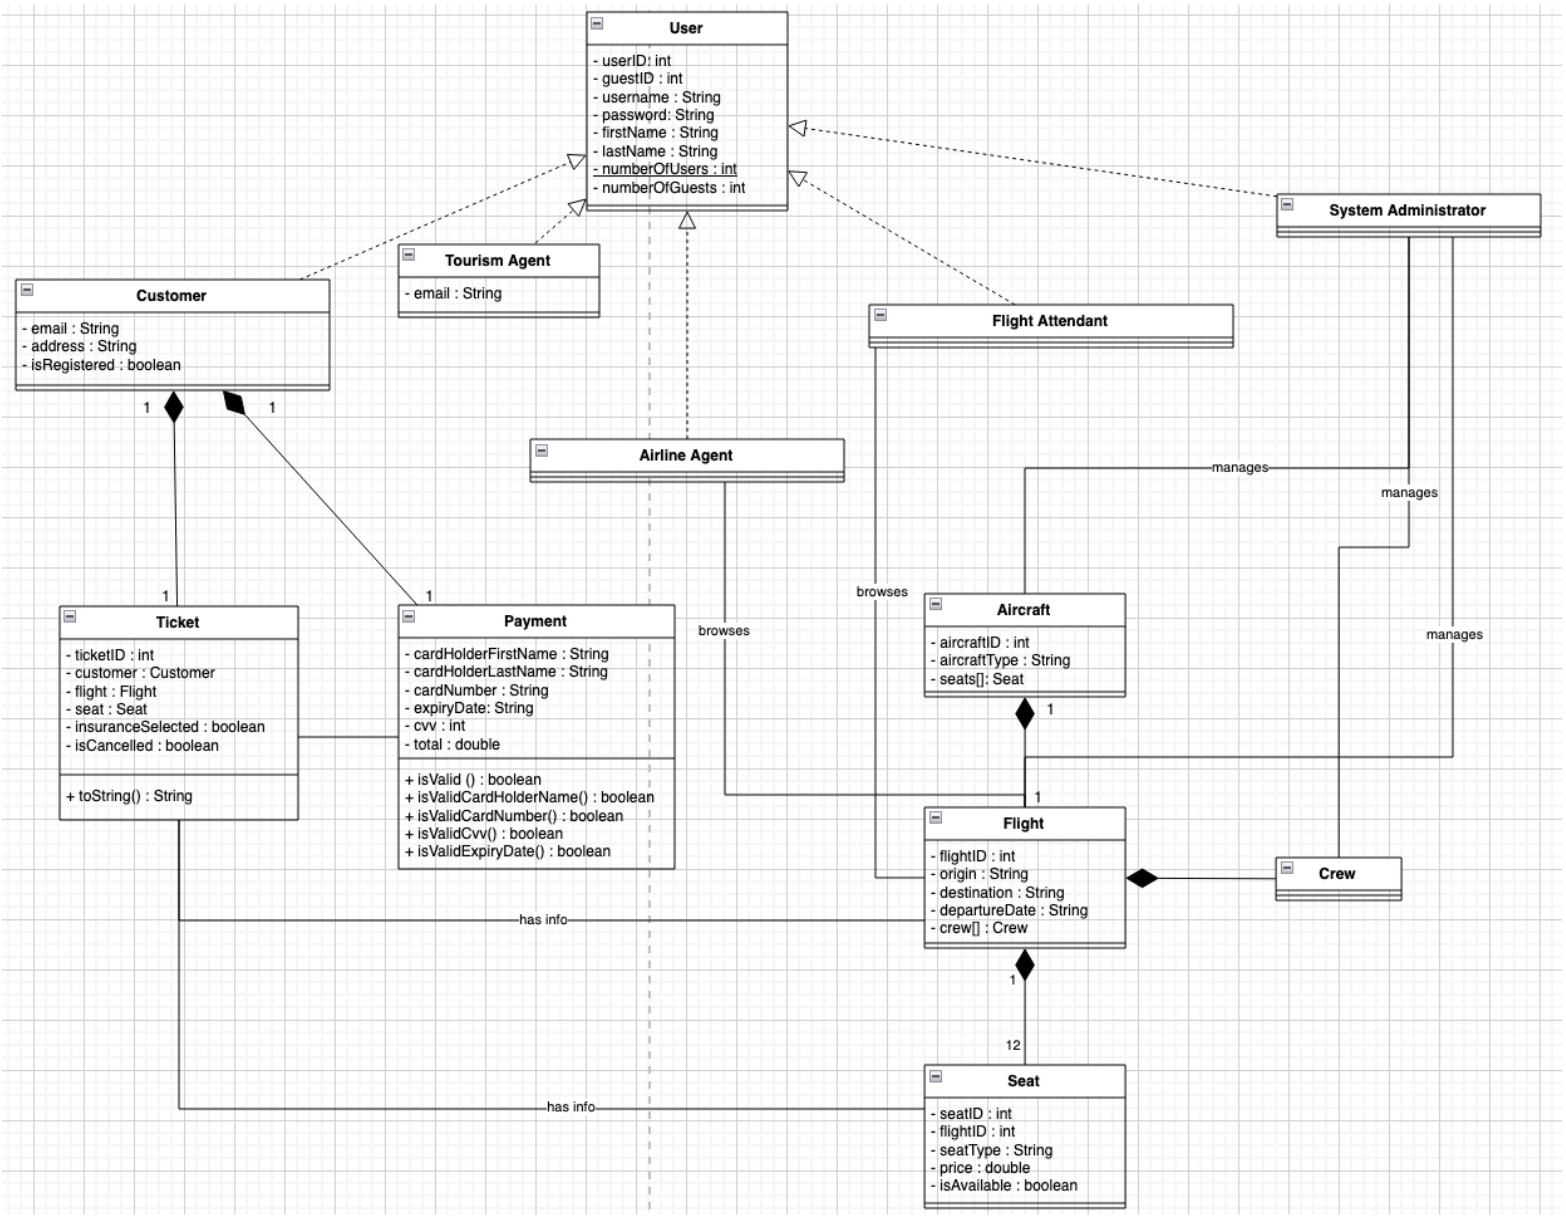 User
- userID: int
- guestID : int
- username : String
- password: String
- firstName : String
- lastName : String
- numberOfUsers : int
- numberOfGuests : int
System Administrator
Tourism Agent
- email : String
Customer
- email : String
- address : String
- isRegistered : boolean
Flight Attendant
1
1
Airline Agent
manages
manages
browses
1
1
browses
manages
Ticket
- ticketID : int
- customer : Customer
- flight : Flight
- seat : Seat
- insuranceSelected : boolean
- isCancelled : boolean
+ toString() : String
Payment
- cardHolderFirstName : String
- cardHolderLastName : String
- cardNumber : String
- expiryDate: String
- cvv : int
- total : double
+ isValid () : boolean
+ isValidCardHolderName() : boolean
+ isValidCardNumber() : boolean
+ isValidCvv() : boolean
+ isValidExpiryDate() : boolean
Aircraft
- aircraftID : int
- aircraftType : String
- seats[]: Seat
1
1
Flight
- flightID : int
- origin : String
- destination : String
- departureDate : String
- crew[] : Crew
Crew
has info
1
12
Seat
- seatID : int
- flightID : int
- seatType : String
- price : double
- isAvailable : boolean
has info